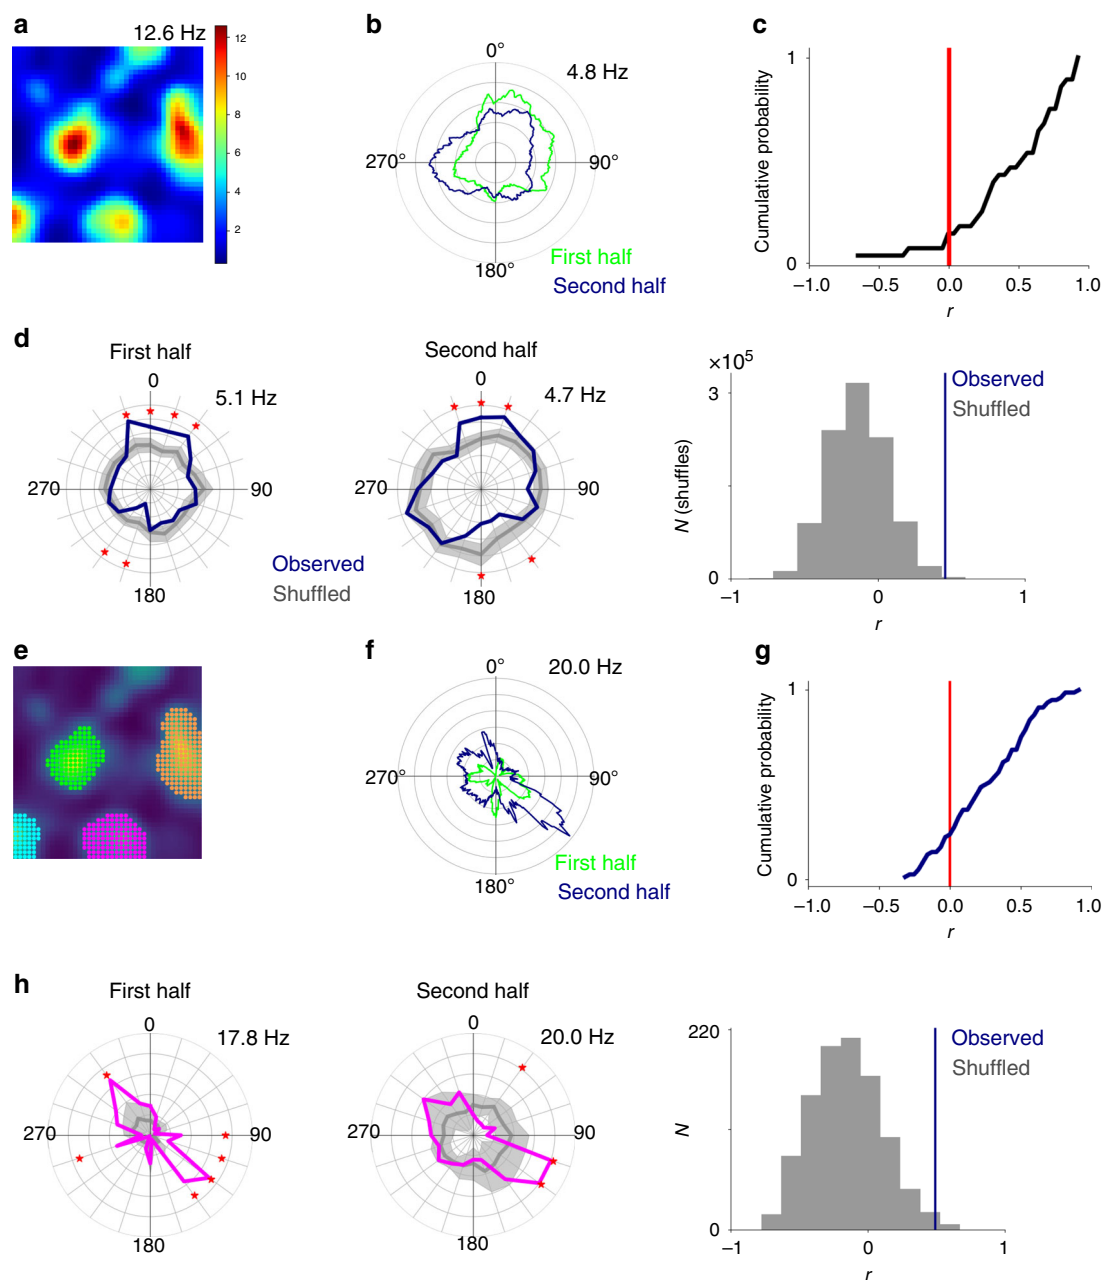 a
12.6 Hz
12
10
8
6
4
2
b
0°
4.8 Hz
270°
90°
180°
First half
Second half
c
Cumulative probability
1
0
−1.0
−0.5
0.0
0.5
1.0
r
d
First half
0
5.1 Hz
270
90
180
Second half
0
4.7 Hz
270
90
180
Observed
Shuffled
×10⁵
3
0
N (shuffles)
−1
0
1
r
Observed
Shuffled
e
f
0°
20.0 Hz
270°
90°
180°
First half
Second half
g
Cumulative probability
1
0
−1.0
−0.5
0.0
0.5
1.0
r
h
First half
0
17.8 Hz
270
90
180
Second half
0
20.0 Hz
270
90
180
220
0
N
−1
0
1
r
Observed
Shuffled